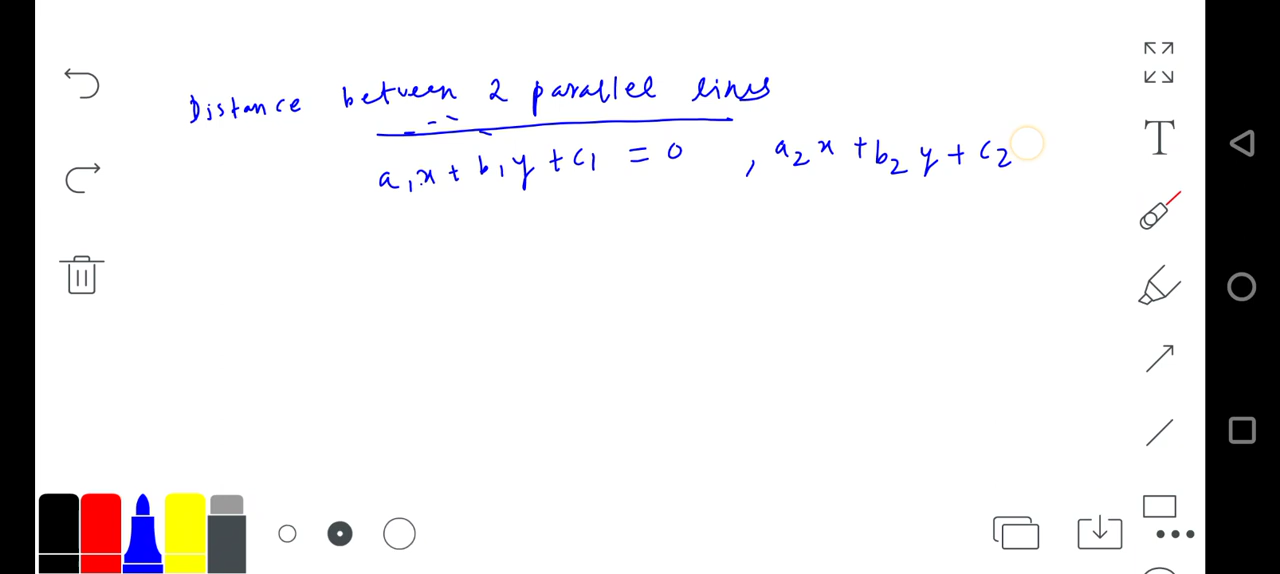 Distance between 2 parallel lines
a₁x + b₁y + c₁ = 0 , a₂x + b₂y + c₂
T